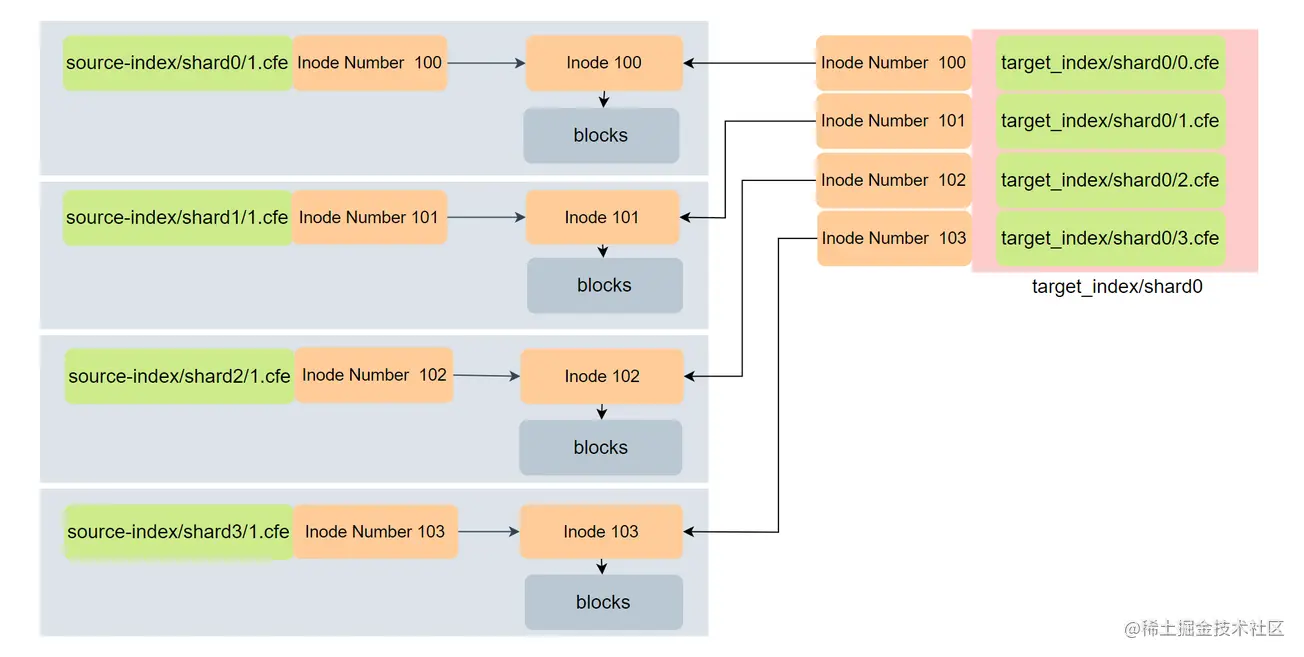 source-index/shard0/1.cfe Inode Number 100 Inode 100
blocks
source-index/shard1/1.cfe Inode Number 101 Inode 101
blocks
source-index/shard2/1.cfe Inode Number 102 Inode 102
blocks
source-index/shard3/1.cfe Inode Number 103 Inode 103
blocks
Inode Number 100 target_index/shard0/0.cfe
Inode Number 101 target_index/shard0/1.cfe
Inode Number 102 target_index/shard0/2.cfe
Inode Number 103 target_index/shard0/3.cfe
target_index/shard0
@稀土掘金技术社区